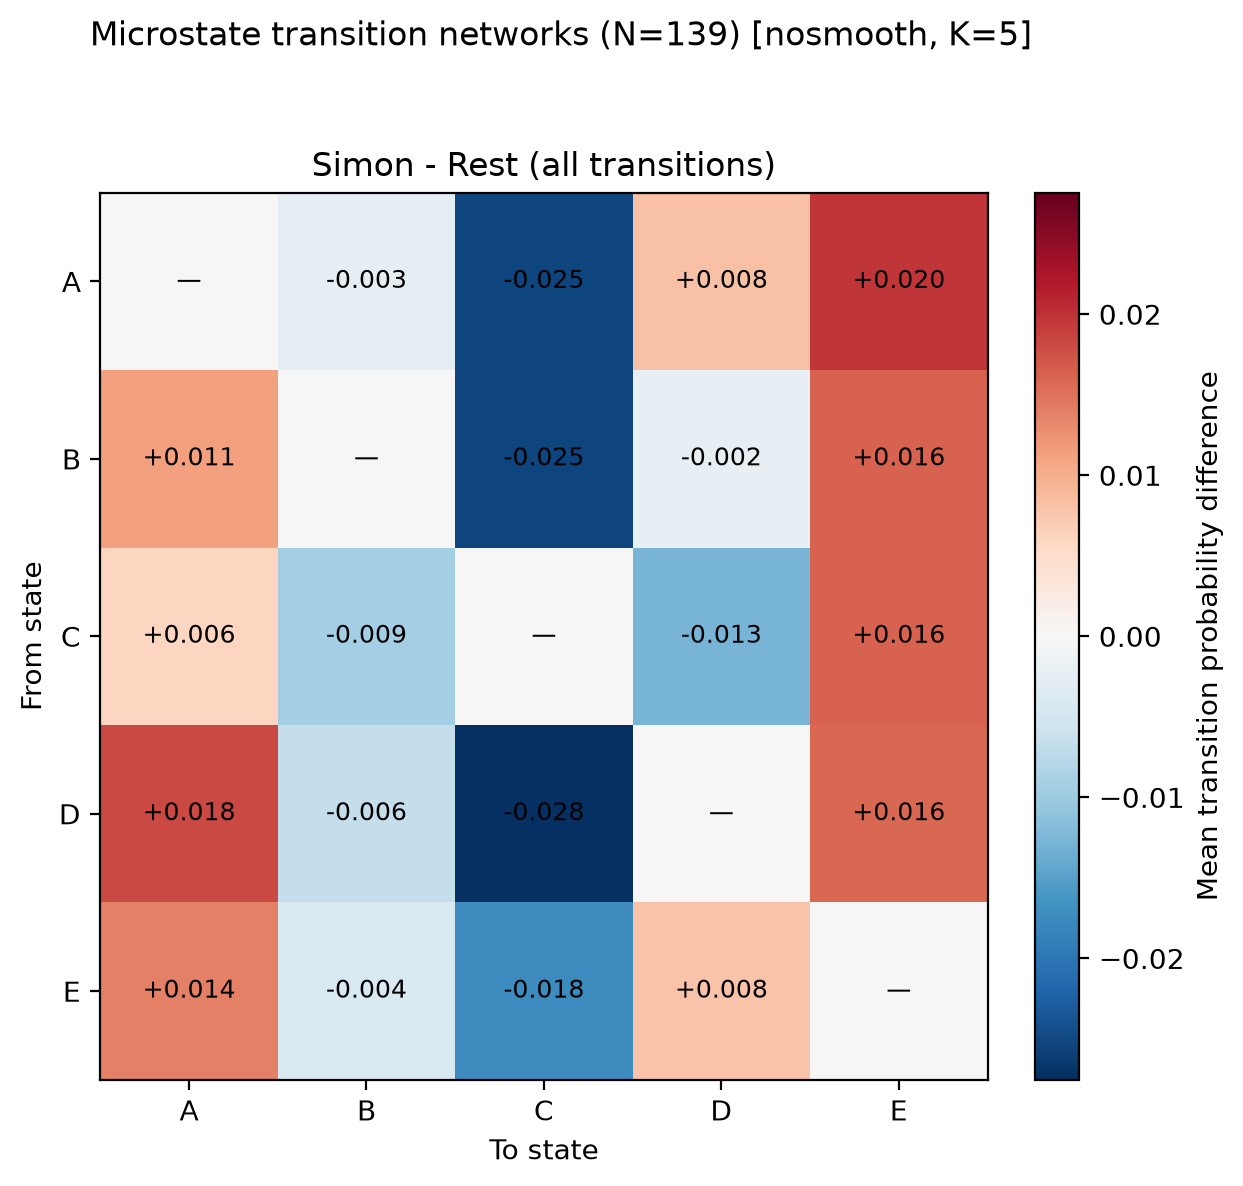 Microstate transition networks (N=139) [nosmooth, K=5]
Simon - Rest (all transitions)
A — -0.003 -0.025 +0.008 +0.020
B +0.011 — -0.025 -0.002 +0.016
C +0.006 -0.009 — -0.013 +0.016
D +0.018 -0.006 -0.028 — +0.016
E +0.014 -0.004 -0.018 +0.008 —
A B C D E
To state
From state
0.02
0.01
0.00
−0.01
−0.02
Mean transition probability difference